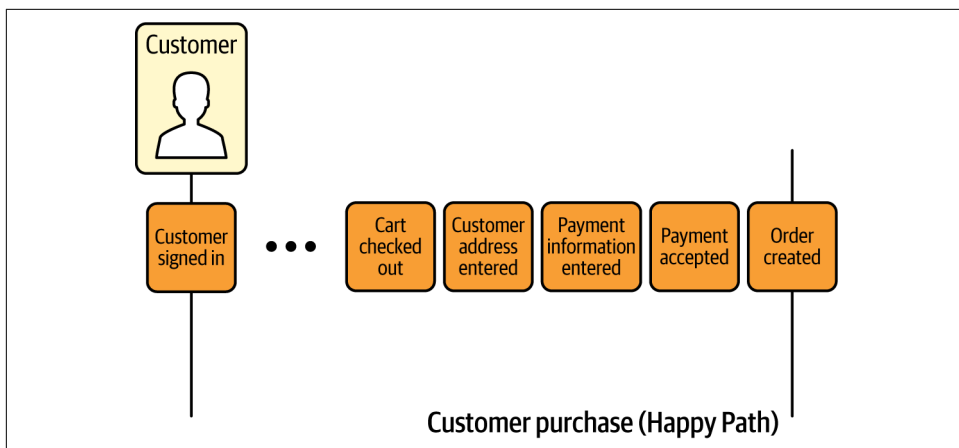 Customer
Customer
signed in
Cart
checked
out
Customer
address
entered
Payment
information
entered
Payment
accepted
Order
created
Customer purchase (Happy Path)